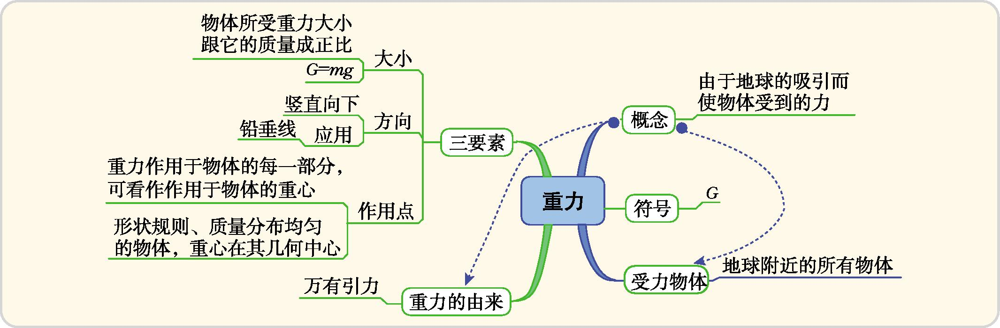 物体所受重力大小
跟它的质量成正比
大小
G=mg
竖直向下
方向
铅垂线
应用
三要素
重力作用于物体的每一部分，
可看作作用于物体的重心
作用点
形状规则、质量分布均匀
的物体，重心在其几何中心
万有引力
重力的由来
重力
由于地球的吸引而
使物体受到的力
概念
G
符号
地球附近的所有物体
受力物体